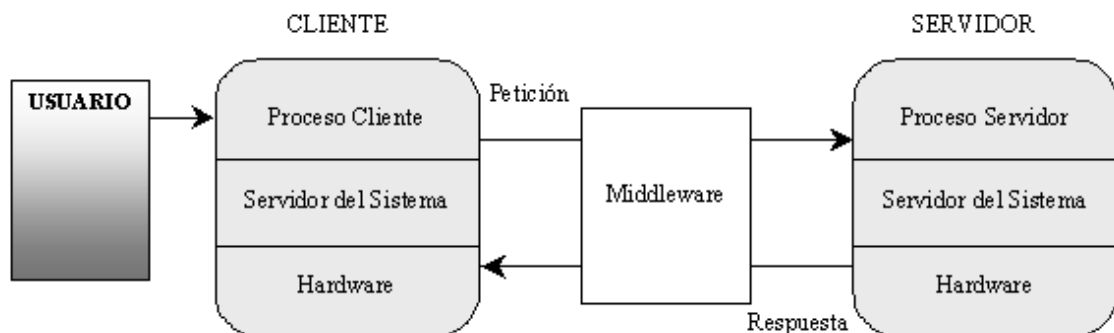 CLIENTE
SERVIDOR
USUARIO
Proceso Cliente
Petición
Proceso Servidor
Servidor del Sistema
Middleware
Servidor del Sistema
Hardware
Hardware
Respuesta